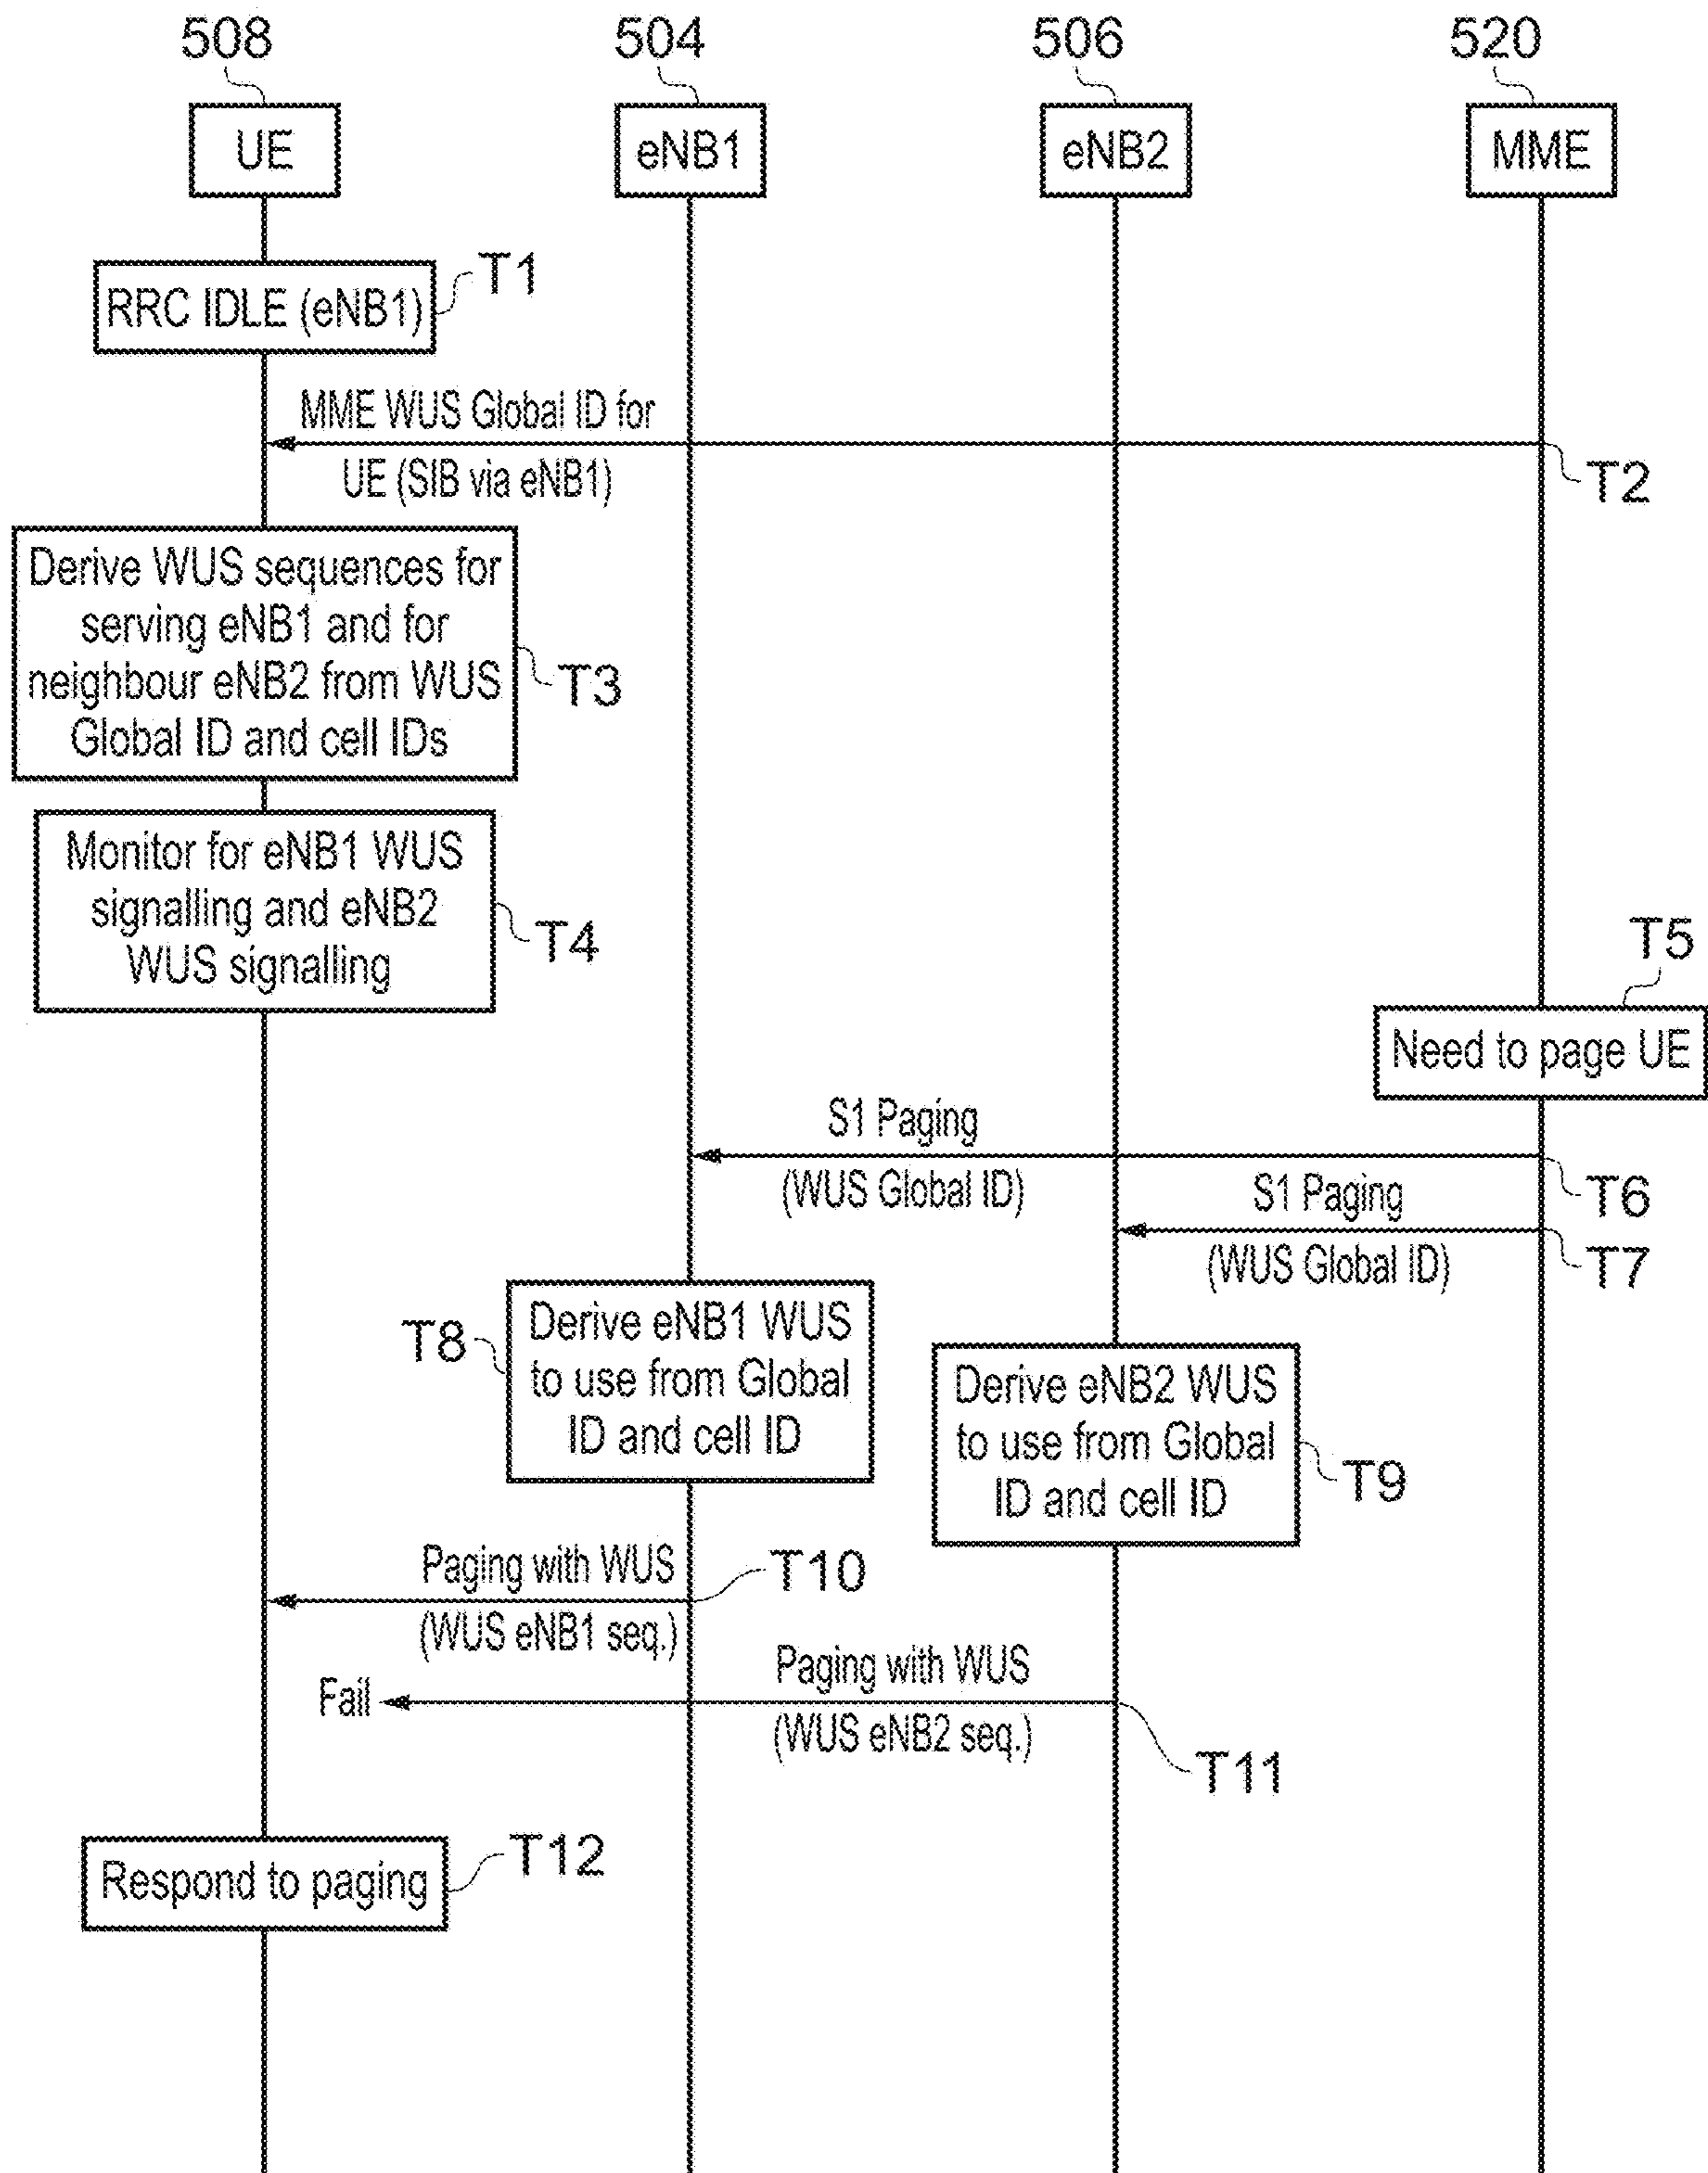 508
504
506
520
UE
eNB1
eNB2
MME
T1
RRC IDLE (eNB1)
MME WUS Global ID for
UE (SIB via eNB1)
T2
Derive WUS sequences for
serving eNB1 and for
neighbour eNB2 from WUS
Global ID and cell IDs
T3
Monitor for eNB1 WUS
signalling and eNB2
WUS signalling
T4
T5
Need to page UE
S1 Paging
(WUS Global ID)
T6
S1 Paging
(WUS Global ID)
T7
T8
Derive eNB1 WUS
to use from Global
ID and cell ID
Derive eNB2 WUS
to use from Global
ID and cell ID
T9
Paging with WUS
(WUS eNB1 seq.)
T10
Paging with WUS
Fail
(WUS eNB2 seq.)
T11
T12
Respond to paging